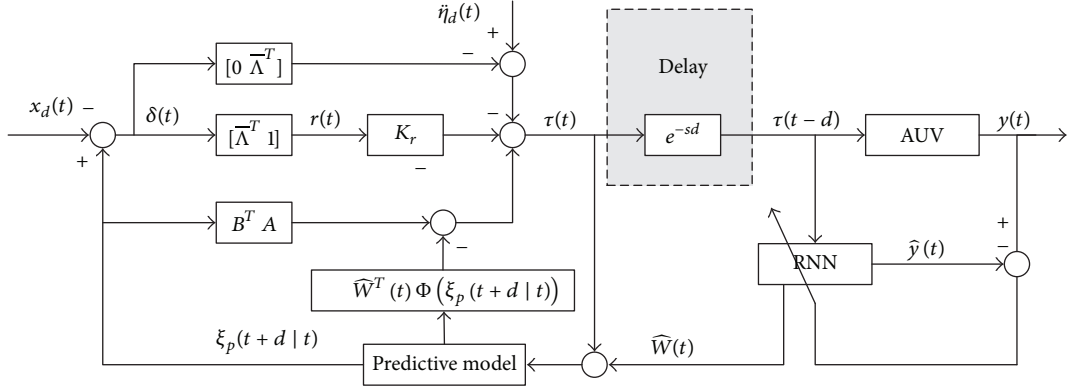 η̈_d(t)
+
−
[0 Λ̅^T]
Delay
x_d(t)
−
δ(t)
[Λ̅^T 1]
r(t)
K_r
−
−
τ(t)
e^{−sd}
τ(t − d)
AUV
y(t)
+
B^T A
−
+
−
RNN
ŷ(t)
Ŵ^T (t) Φ (ξ_p (t + d | t))
ξ_p(t + d | t)
Predictive model
Ŵ(t)